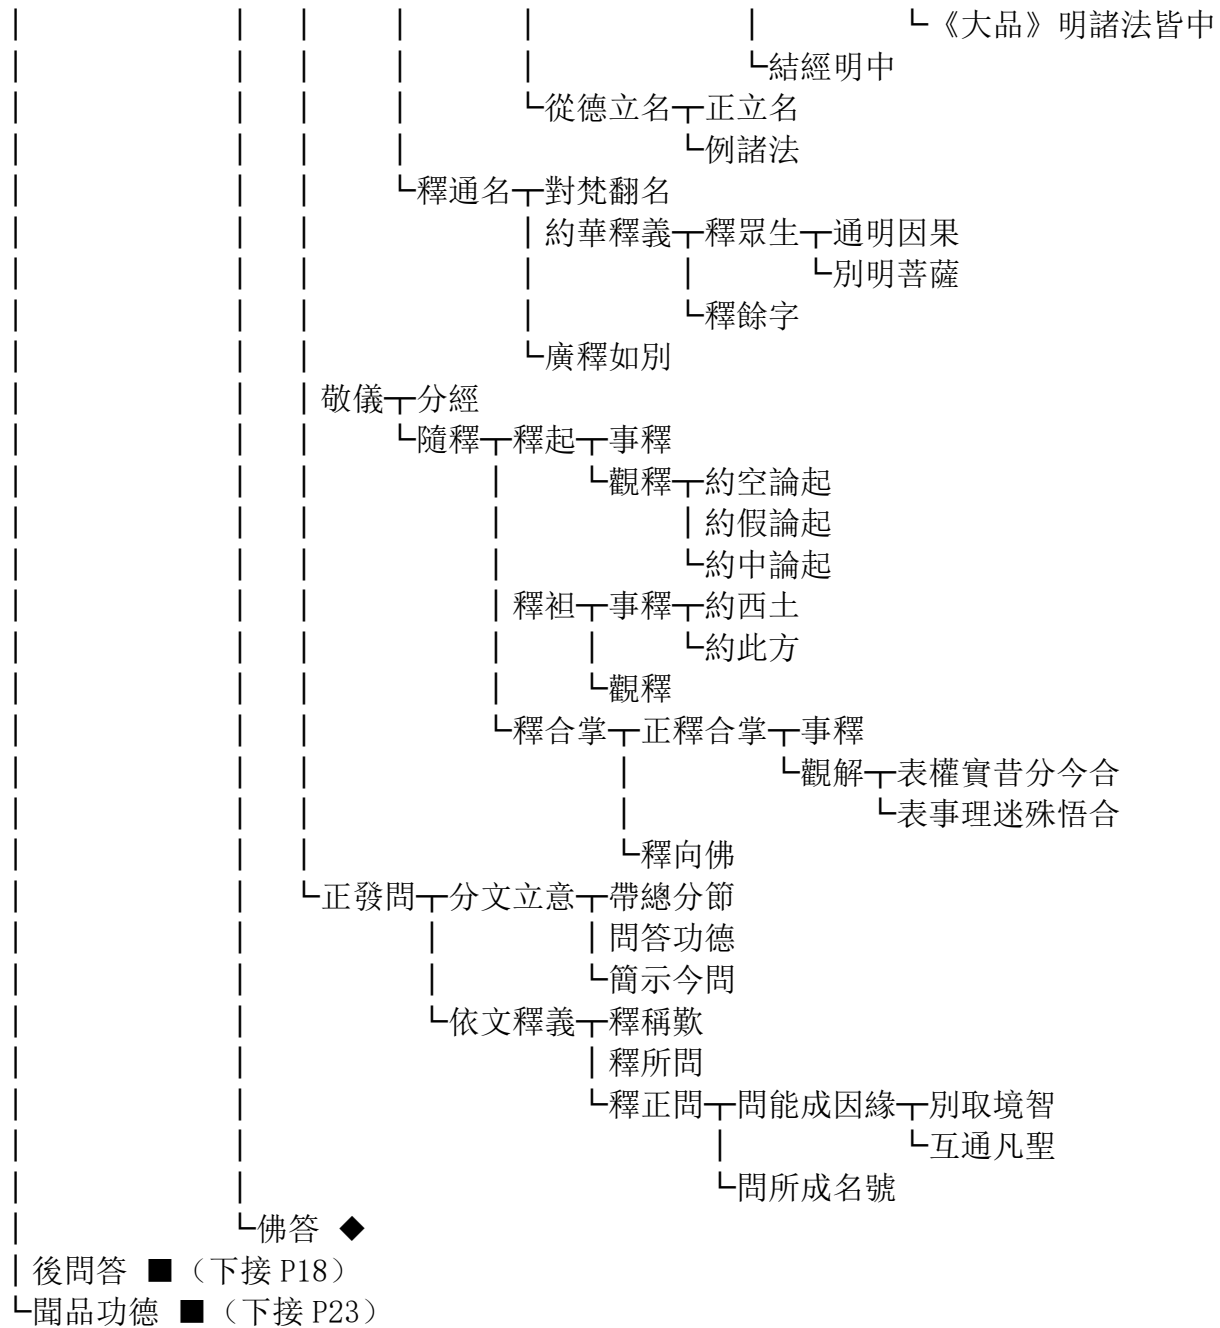 │ │ │ │ │ │ └《大品》明諸法皆中
│ │ │ │ │ └結經明中
│ │ │ │ └從德立名┬正立名
│ │ │ │ └例諸法
│ │ │ └釋通名┬對梵翻名
│ │ │ │約華釋義┬釋眾生┬通明因果
│ │ │ │ │ └別明菩薩
│ │ │ │ └釋餘字
│ │ │ └廣釋如別
│ │ │敬儀┬分經
│ │ │ └隨釋┬釋起┬事釋
│ │ │ │ └觀釋┬約空論起
│ │ │ │ │約假論起
│ │ │ │ └約中論起
│ │ │ │釋袒┬事釋┬約西土
│ │ │ │ │ └約此方
│ │ │ │ └觀釋
│ │ │ └釋合掌┬正釋合掌┬事釋
│ │ │ │ └觀解┬表權實昔分今合
│ │ │ │ └表事理迷殊悟合
│ │ │ └釋向佛
│ │ └正發問┬分文立意┬帶總分節
│ │ │ │問答功德
│ │ │ └簡示今問
│ │ └依文釋義┬釋稱歎
│ │ │釋所問
│ │ └釋正問┬問能成因緣┬別取境智
│ │ │ └互通凡聖
│ │ └問所成名號
│ └佛答 ◆
│後問答 ■（下接 P18）
└聞品功德 ■（下接 P23）